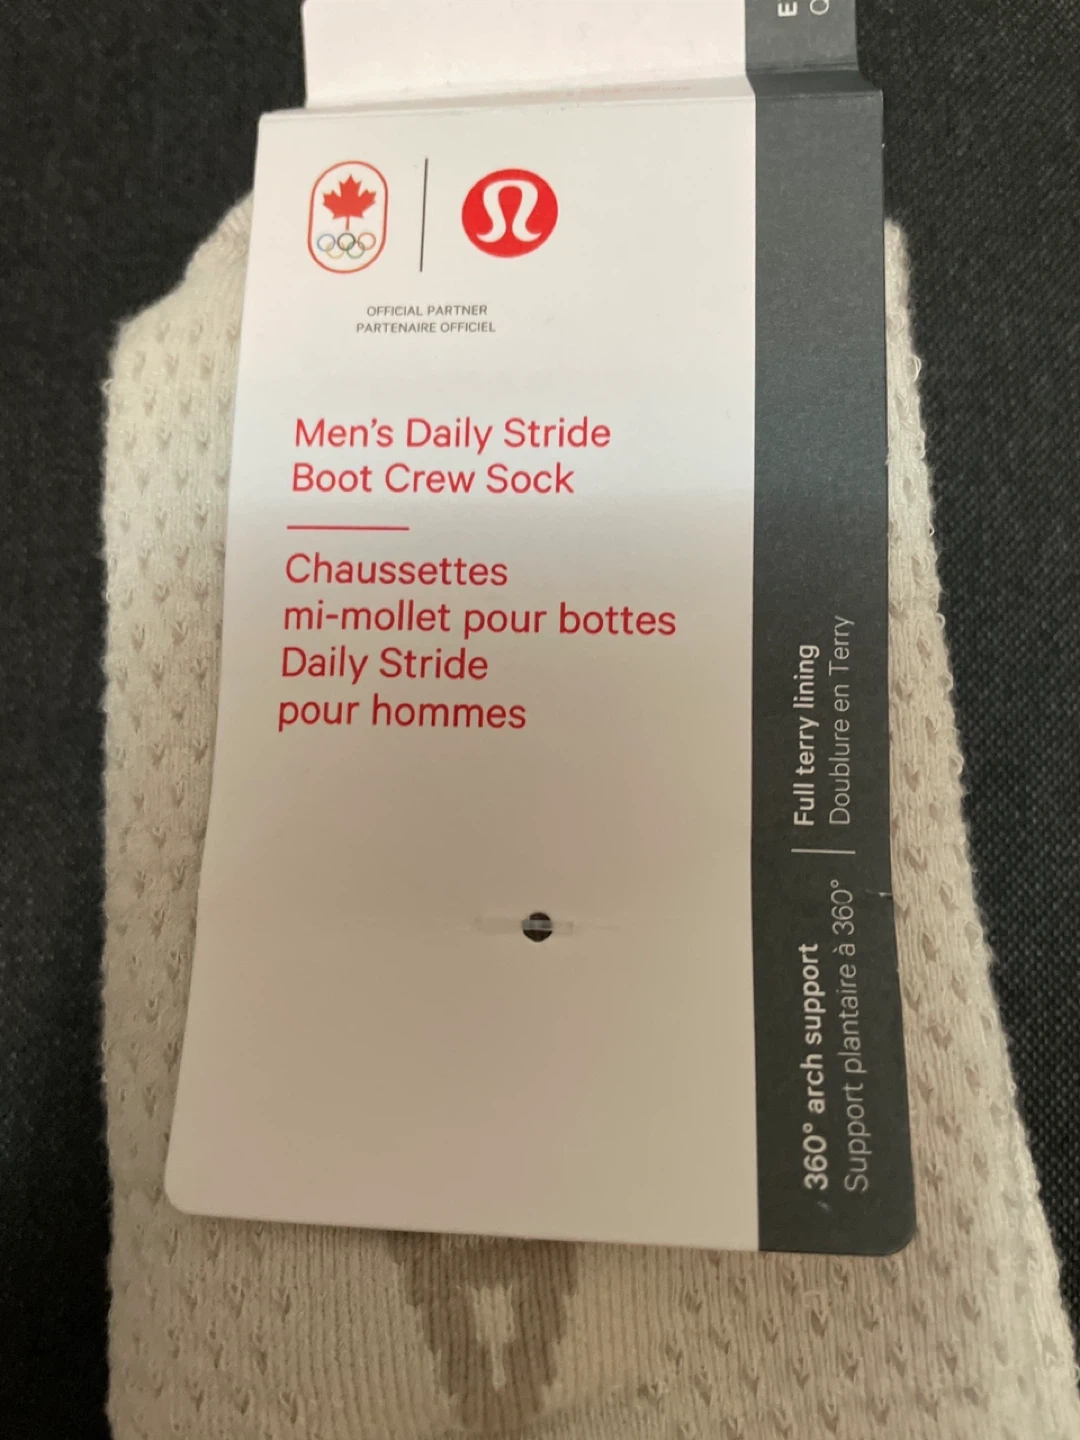 OFFICIAL PARTNER
PARTENAIRE OFFICIEL
Men's Daily Stride
Boot Crew Sock
Chaussettes
mi-mollet pour bottes
Daily Stride
pour hommes
360° arch support | Full terry lining
Support plantaire à 360° | Doublure en Terry